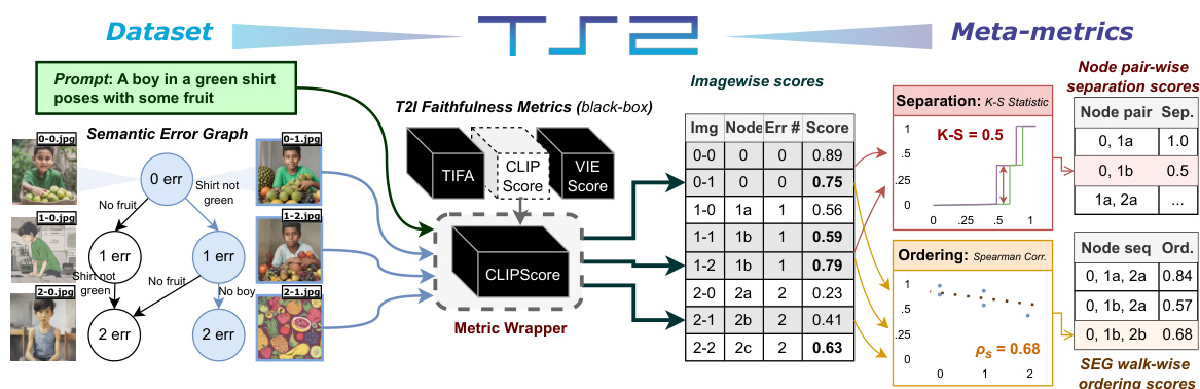 Dataset
TS2
Meta-metrics
Prompt: A boy in a green shirt
poses with some fruit
Semantic Error Graph
0-0.jpg
0-1.jpg
1-0.jpg
1-2.jpg
2-0.jpg
2-1.jpg
0 err
Shirt not
green
No fruit
1 err
1 err
Shirt not
green
No fruit
No boy
2 err
2 err
T2I Faithfulness Metrics (black-box)
TIFA
CLIP
Score
VIE
Score
CLIPScore
Metric Wrapper
Imagewise scores
Img Node Err # Score
0-0 0 0 0.89
0-1 0 0 0.75
1-0 1a 1 0.56
1-1 1b 1 0.59
1-2 1b 1 0.79
2-0 2a 2 0.23
2-1 2b 2 0.41
2-2 2c 2 0.63
Separation: K-S Statistic
K-S = 0.5
1
.5
.25
0
0 .5 1
Ordering: Spearman Corr.
1
.5
.25
0
ρs = 0.68
0 1 2
Node pair-wise
separation scores
Node pair Sep.
0, 1a 1.0
0, 1b 0.5
1a, 2a ...
Node seq Ord.
0, 1a, 2a 0.84
0, 1b, 2a 0.57
0, 1b, 2b 0.68
SEG walk-wise
ordering scores